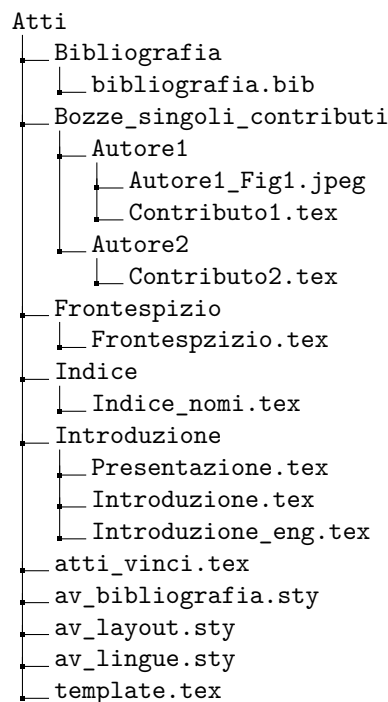 Atti
Bibliografia
bibliografia.bib
Bozze_singoli_contributi
Autore1
Autore1_Fig1.jpeg
Contributo1.tex
Autore2
Contributo2.tex
Frontespizio
Frontespzizio.tex
Indice
Indice_nomi.tex
Introduzione
Presentazione.tex
Introduzione.tex
Introduzione_eng.tex
atti_vinci.tex
av_bibliografia.sty
av_layout.sty
av_lingue.sty
template.tex